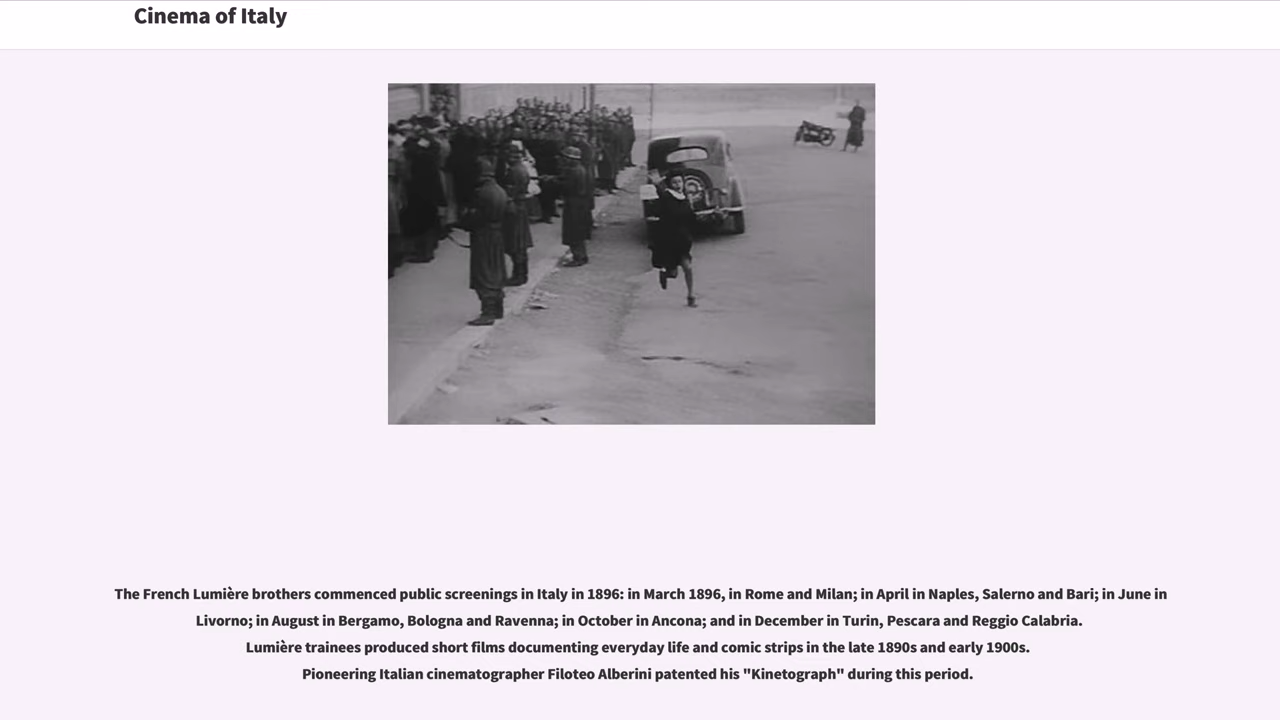 Cinema of Italy
The French Lumière brothers commenced public screenings in Italy in 1896: in March 1896, in Rome and Milan; in April in Naples, Salerno and Bari; in June in
Livorno; in August in Bergamo, Bologna and Ravenna; in October in Ancona; and in December in Turin, Pescara and Reggio Calabria.
Lumière trainees produced short films documenting everyday life and comic strips in the late 1890s and early 1900s.
Pioneering Italian cinematographer Filoteo Alberini patented his "Kinetograph" during this period.